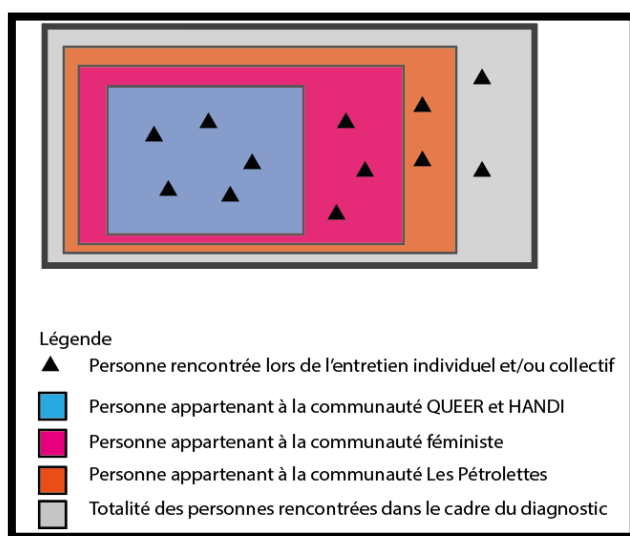 Légende
Personne rencontrée lors de l'entretien individuel et/ou collectif
Personne appartenant à la communauté QUEER et HANDI
Personne appartenant à la communauté féministe
Personne appartenant à la communauté Les Pétrolettes
Totalité des personnes rencontrées dans le cadre du diagnostic